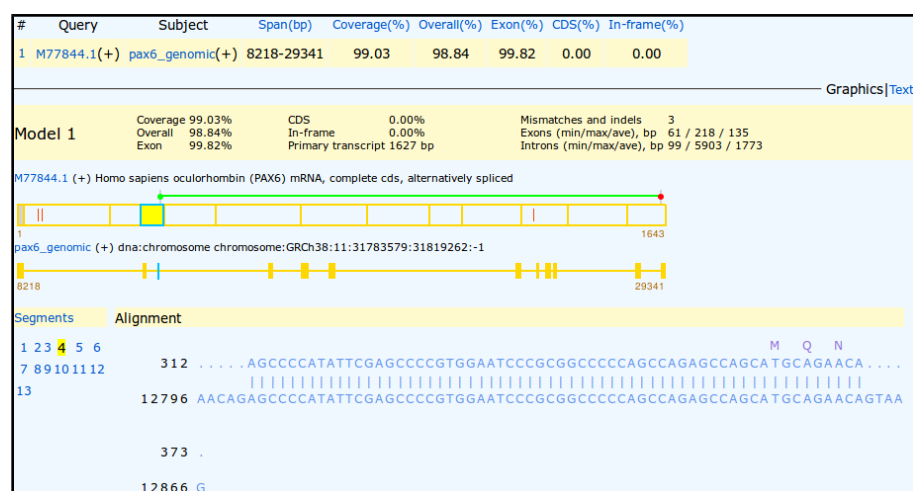 # Query Subject Span(bp) Coverage(%) Overall(%) Exon(%) CDS(%) In-frame(%)
1 M77844.1(+) pax6_genomic(+) 8218-29341 99.03 98.84 99.82 0.00 0.00
Graphics|Text
Model 1
Coverage 99.03% CDS 0.00% Mismatches and indels 3
Overall 98.84% In-frame 0.00% Exons (min/max/ave), bp 61 / 218 / 135
Exon 99.82% Primary transcript 1627 bp Introns (min/max/ave), bp 99 / 5903 / 1773
M77844.1 (+) Homo sapiens oculorhombin (PAX6) mRNA, complete cds, alternatively spliced
1 1643
pax6_genomic (+) dna:chromosome chromosome:GRCh38:11:31783579:31819262:-1
8218 29341
Segments Alignment
1 2 3 4 5 6
7 8 9 10 11 12
13
M Q N
312 .....AGCCCCATATTCGAGCCCCGTGGAATCCCGCGGCCCCCAGCCAGAGCCAGCATGCAGAACA....
12796 AACAGAGCCCCATATTCGAGCCCCGTGGAATCCCGCGGCCCCCAGCCAGAGCCAGCATGCAGAACAGTAA
373 .
12866 G